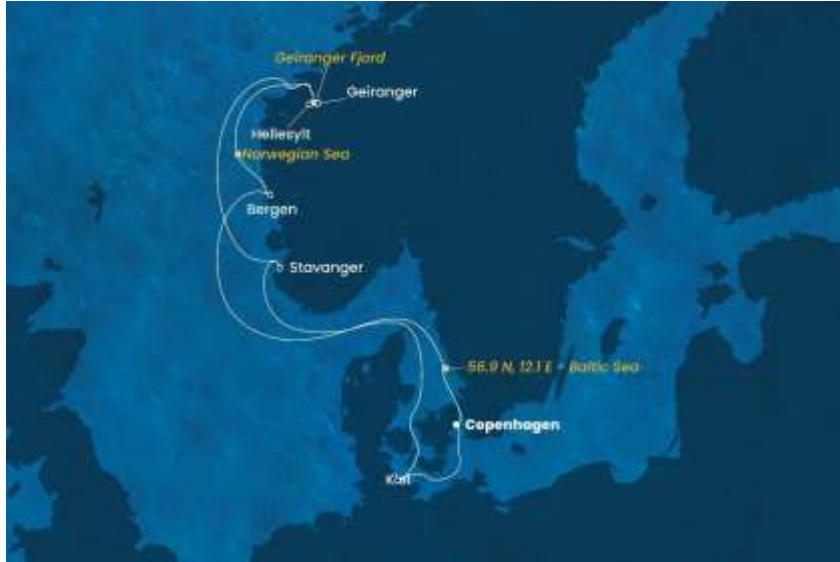 Geiranger Fjord
Geiranger
Hellesylt
Norwegian Sea
Bergen
Stavanger
56.9 N, 12.1 E - Baltic Sea
Copenhagen
Kiel